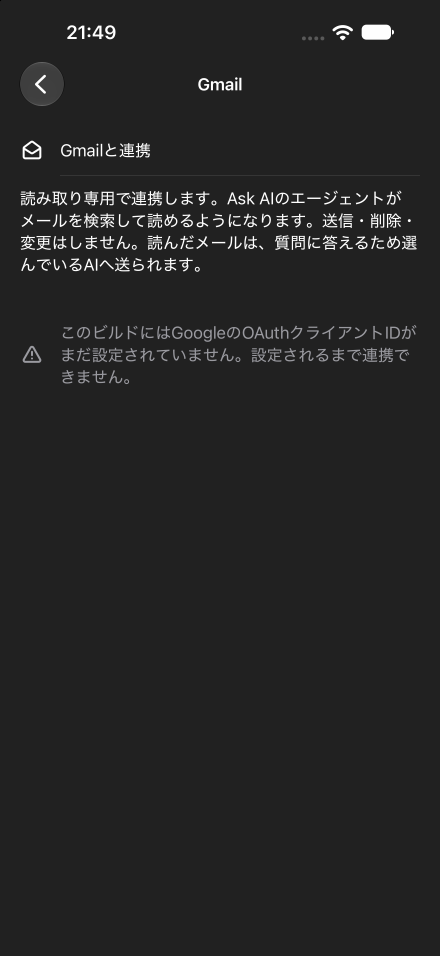 21:49
Gmail
Gmailと連携
読み取り専用で連携します。Ask AIのエージェントが
メールを検索して読めるようになります。送信・削除・
変更はしません。読んだメールは、質問に答えるため選
んでいるAIへ送られます。
このビルドにはGoogleのOAuthクライアントIDが
まだ設定されていません。設定されるまで連携で
きません。